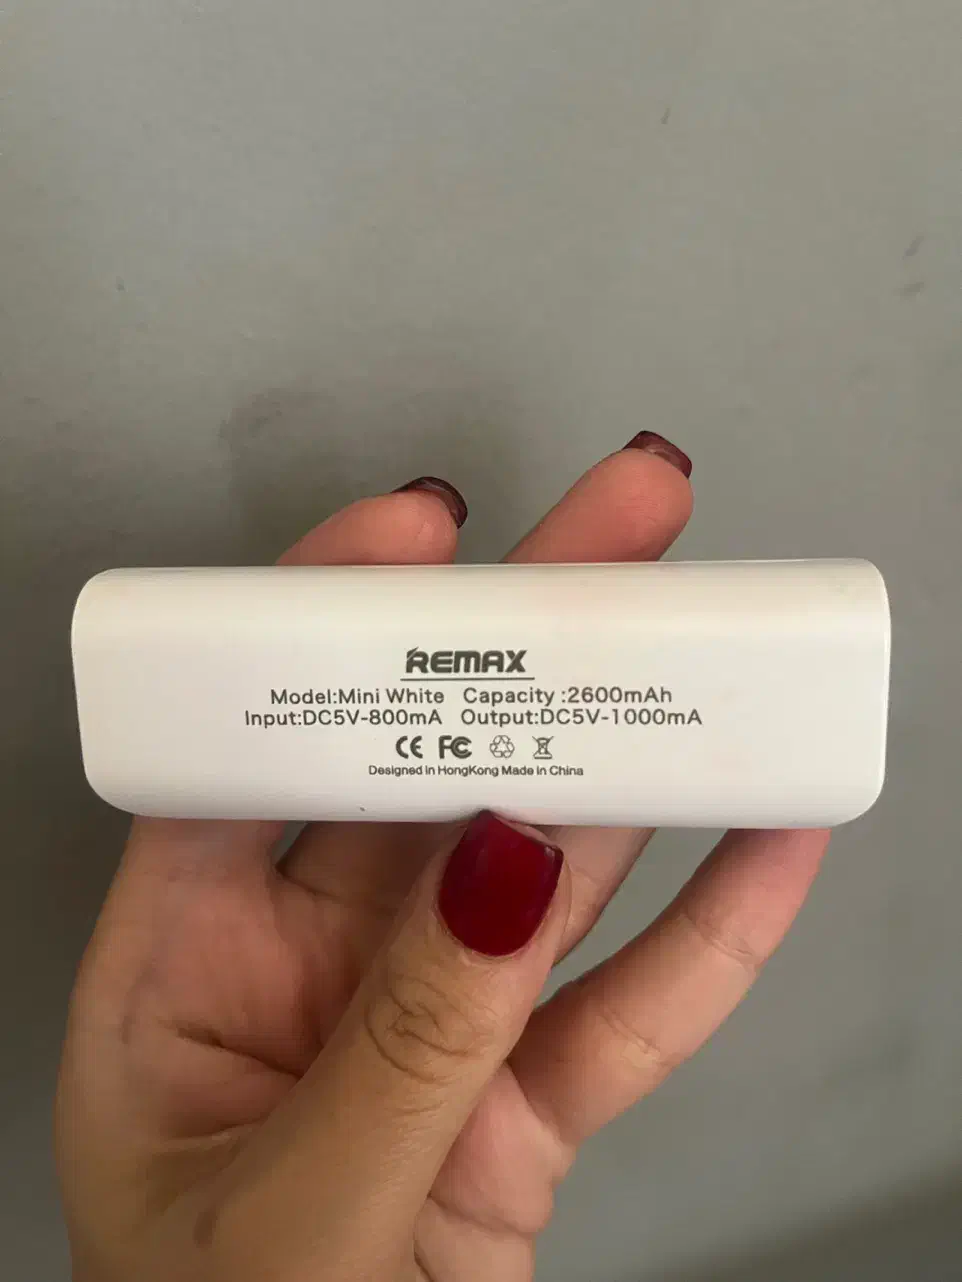 REMAX
Model:Mini White Capacity :2600mAh
Input:DC5V-800mA Output:DC5V-1000mA
CE FC
Designed in HongKong Made in China